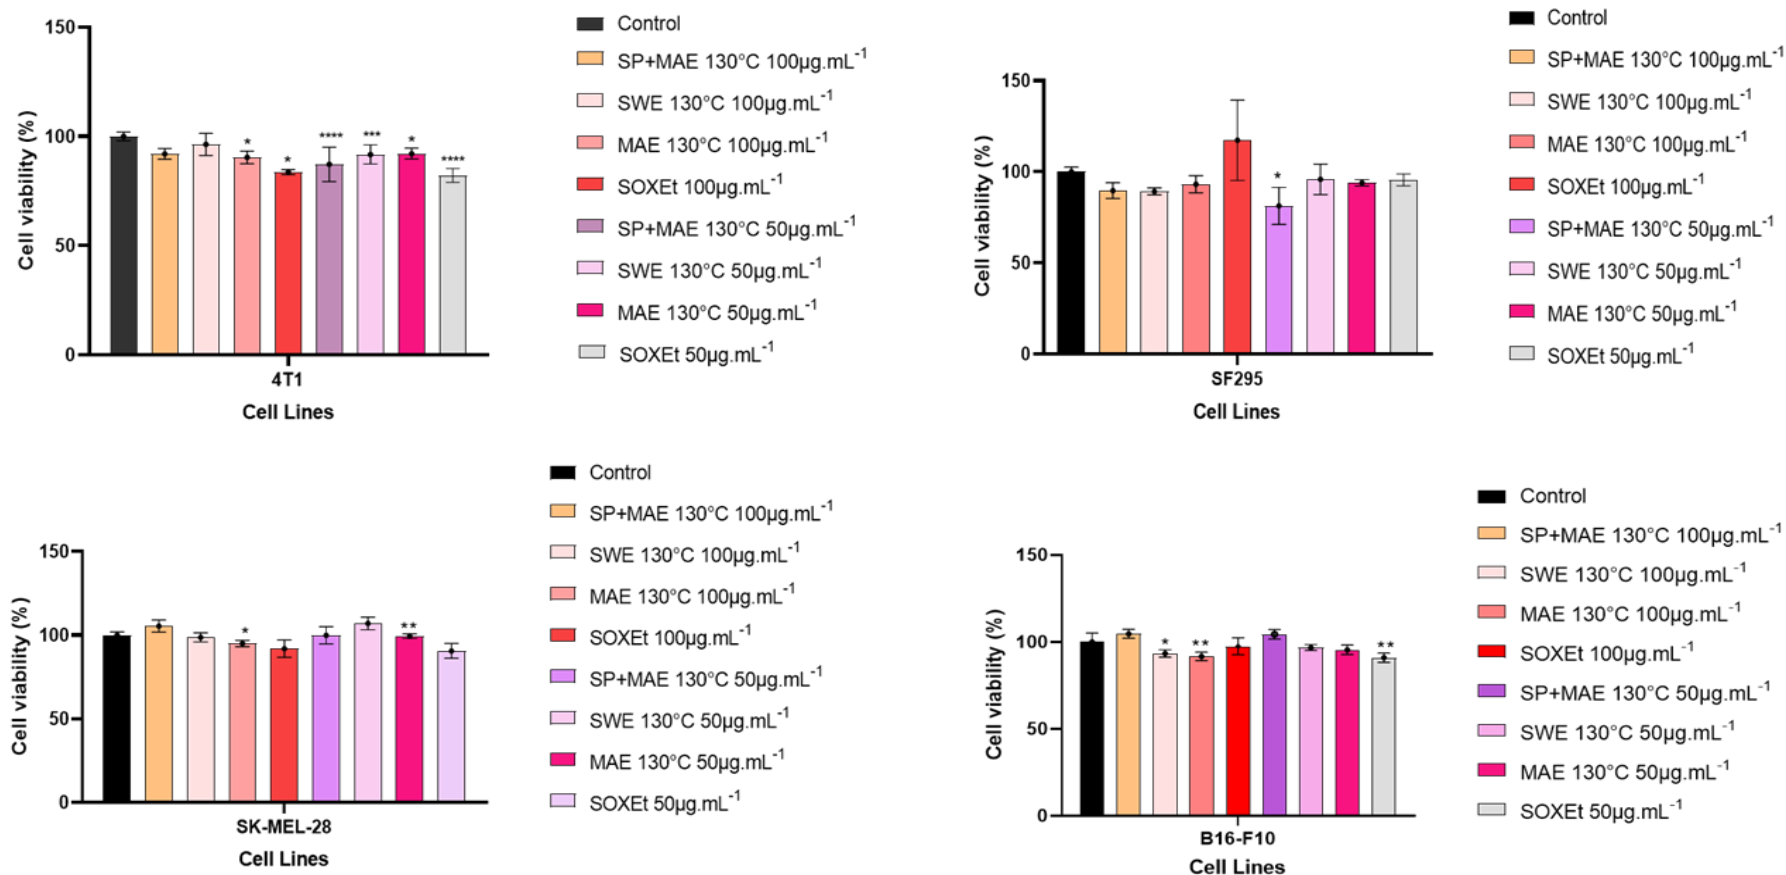 150
100
50
0
Cell viability (%)
*
*
****
***
*
****
4T1
Cell Lines
Control
SP+MAE 130°C 100µg.mL⁻¹
SWE 130°C 100µg.mL⁻¹
MAE 130°C 100µg.mL⁻¹
SOXEt 100µg.mL⁻¹
SP+MAE 130°C 50µg.mL⁻¹
SWE 130°C 50µg.mL⁻¹
MAE 130°C 50µg.mL⁻¹
SOXEt 50µg.mL⁻¹
150
100
50
0
Cell viability (%)
*
SF295
Cell Lines
Control
SP+MAE 130°C 100µg.mL⁻¹
SWE 130°C 100µg.mL⁻¹
MAE 130°C 100µg.mL⁻¹
SOXEt 100µg.mL⁻¹
SP+MAE 130°C 50µg.mL⁻¹
SWE 130°C 50µg.mL⁻¹
MAE 130°C 50µg.mL⁻¹
SOXEt 50µg.mL⁻¹
150
100
50
0
Cell viability (%)
*
**
SK-MEL-28
Cell Lines
Control
SP+MAE 130°C 100µg.mL⁻¹
SWE 130°C 100µg.mL⁻¹
MAE 130°C 100µg.mL⁻¹
SOXEt 100µg.mL⁻¹
SP+MAE 130°C 50µg.mL⁻¹
SWE 130°C 50µg.mL⁻¹
MAE 130°C 50µg.mL⁻¹
SOXEt 50µg.mL⁻¹
150
100
50
0
Cell viability (%)
*
**
**
B16-F10
Cell Lines
Control
SP+MAE 130°C 100µg.mL⁻¹
SWE 130°C 100µg.mL⁻¹
MAE 130°C 100µg.mL⁻¹
SOXEt 100µg.mL⁻¹
SP+MAE 130°C 50µg.mL⁻¹
SWE 130°C 50µg.mL⁻¹
MAE 130°C 50µg.mL⁻¹
SOXEt 50µg.mL⁻¹